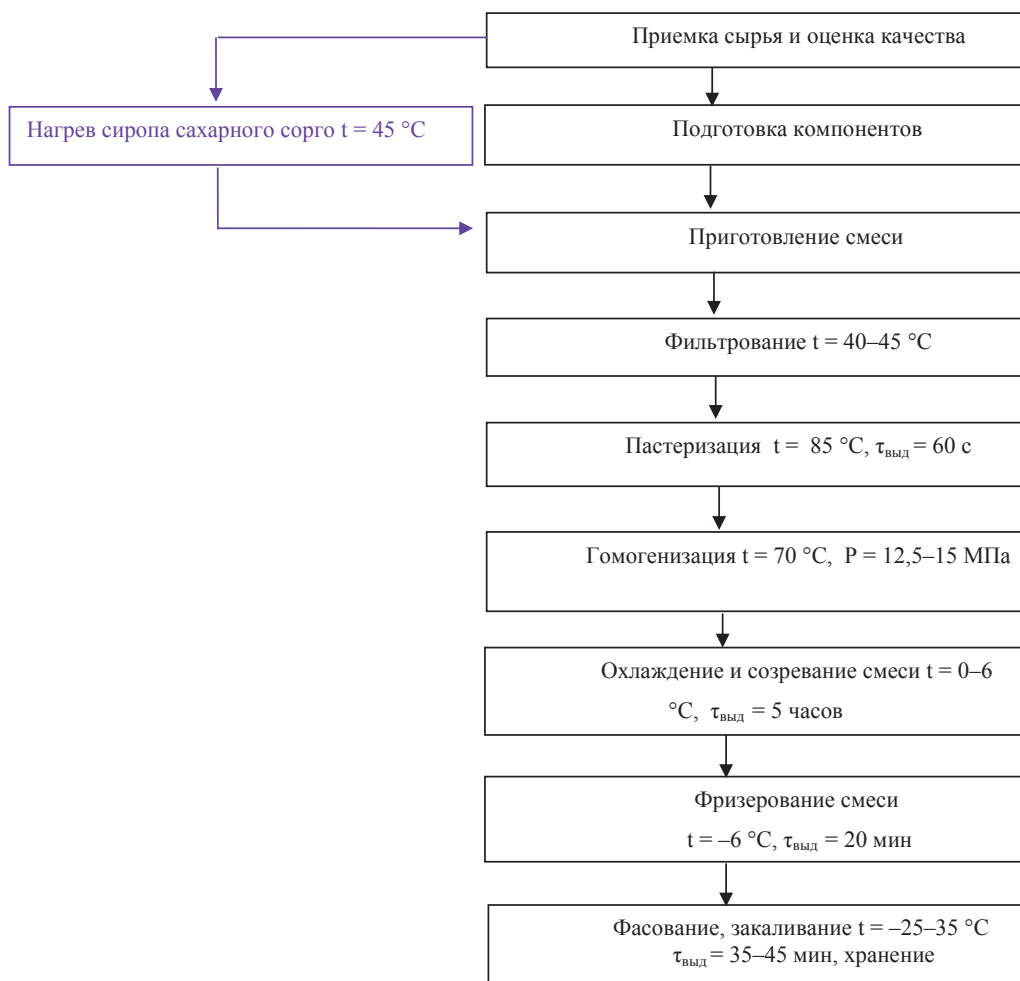 Приемка сырья и оценка качества
Нагрев сиропа сахарного сорго t = 45 °С
Подготовка компонентов
Приготовление смеси
Фильтрование t = 40–45 °С
Пастеризация t = 85 °С, τвыд = 60 с
Гомогенизация t = 70 °С, Р = 12,5–15 МПа
Охлаждение и созревание смеси t = 0–6
°С, τвыд = 5 часов
Фризерование смеси
t = –6 °С, τвыд = 20 мин
Фасование, закаливание t = –25–35 °С
τвыд = 35–45 мин, хранение